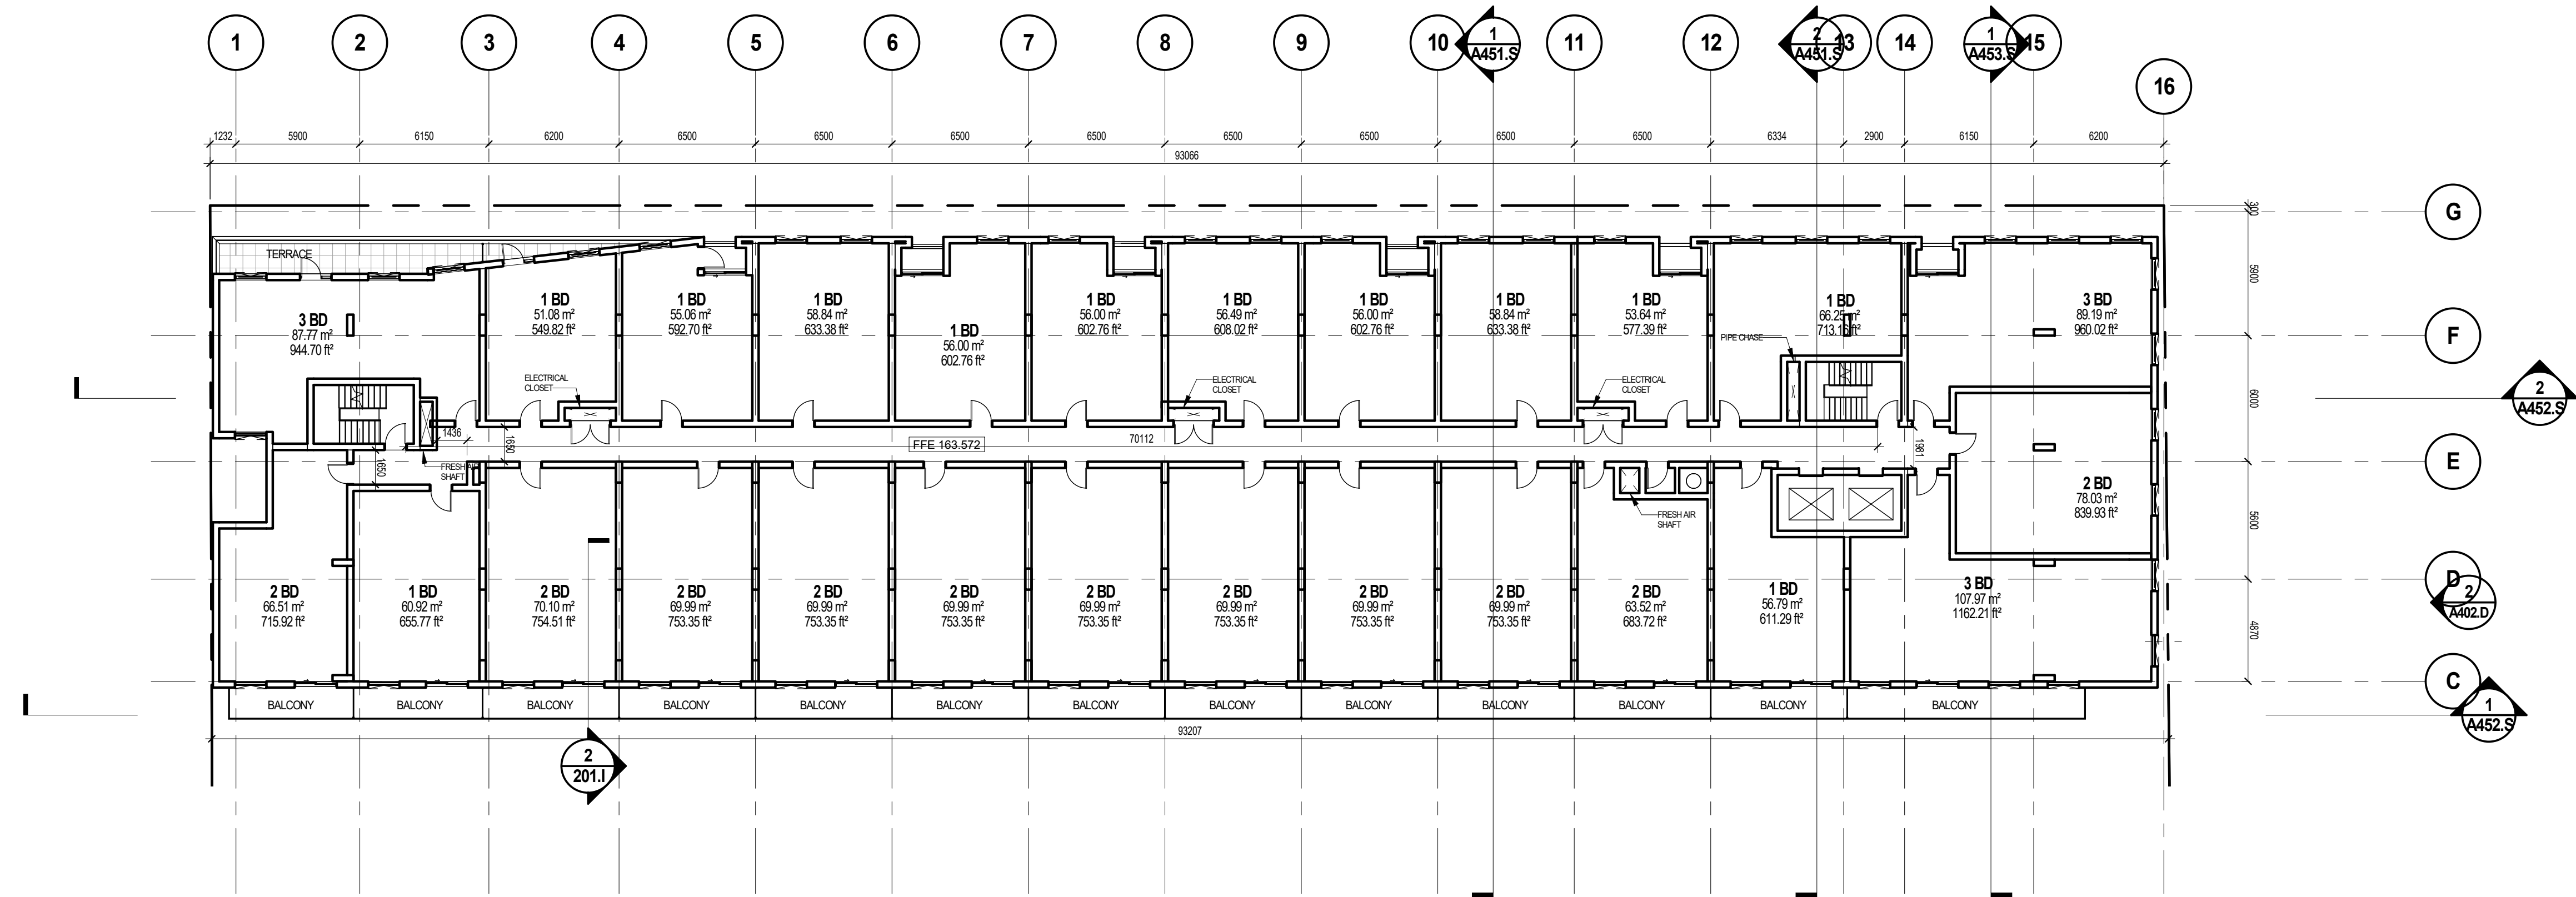 1
2
3
4
5
6
7
8
9
10
1
A451.S
11
12
2
A451.S
13
14
1
A453.S
15
16
1232
5900
6150
6200
6500
6500
6500
6500
6500
6500
6500
6500
6334
2900
6150
6200
93066
300
G
5900
F
6000
2
A452.S
E
5600
D
2
A402.D
4870
C
1
A452.S
TERRACE
3 BD
87.77 m²
944.70 ft²
1 BD
51.08 m²
549.82 ft²
1 BD
55.06 m²
592.70 ft²
1 BD
58.84 m²
633.38 ft²
1 BD
56.00 m²
602.76 ft²
1 BD
56.00 m²
602.76 ft²
1 BD
56.49 m²
608.02 ft²
1 BD
56.00 m²
602.76 ft²
1 BD
58.84 m²
633.38 ft²
1 BD
53.64 m²
577.39 ft²
1 BD
66.25 m²
713.16 ft²
3 BD
89.19 m²
960.02 ft²
PIPE CHASE
ELECTRICAL
CLOSET
ELECTRICAL
CLOSET
ELECTRICAL
CLOSET
1436
1650
FFE 163.572
70112
1981
1650
FRESH AIR
SHAFT
FRESH AIR
SHAFT
2 BD
78.03 m²
839.93 ft²
2 BD
66.51 m²
715.92 ft²
1 BD
60.92 m²
655.77 ft²
2 BD
70.10 m²
754.51 ft²
2 BD
69.99 m²
753.35 ft²
2 BD
69.99 m²
753.35 ft²
2 BD
69.99 m²
753.35 ft²
2 BD
69.99 m²
753.35 ft²
2 BD
69.99 m²
753.35 ft²
2 BD
69.99 m²
753.35 ft²
2 BD
69.99 m²
753.35 ft²
2 BD
63.52 m²
683.72 ft²
1 BD
56.79 m²
611.29 ft²
3 BD
107.97 m²
1162.21 ft²
BALCONY
BALCONY
BALCONY
BALCONY
BALCONY
BALCONY
BALCONY
BALCONY
BALCONY
BALCONY
BALCONY
BALCONY
BALCONY
93207
2
201.I